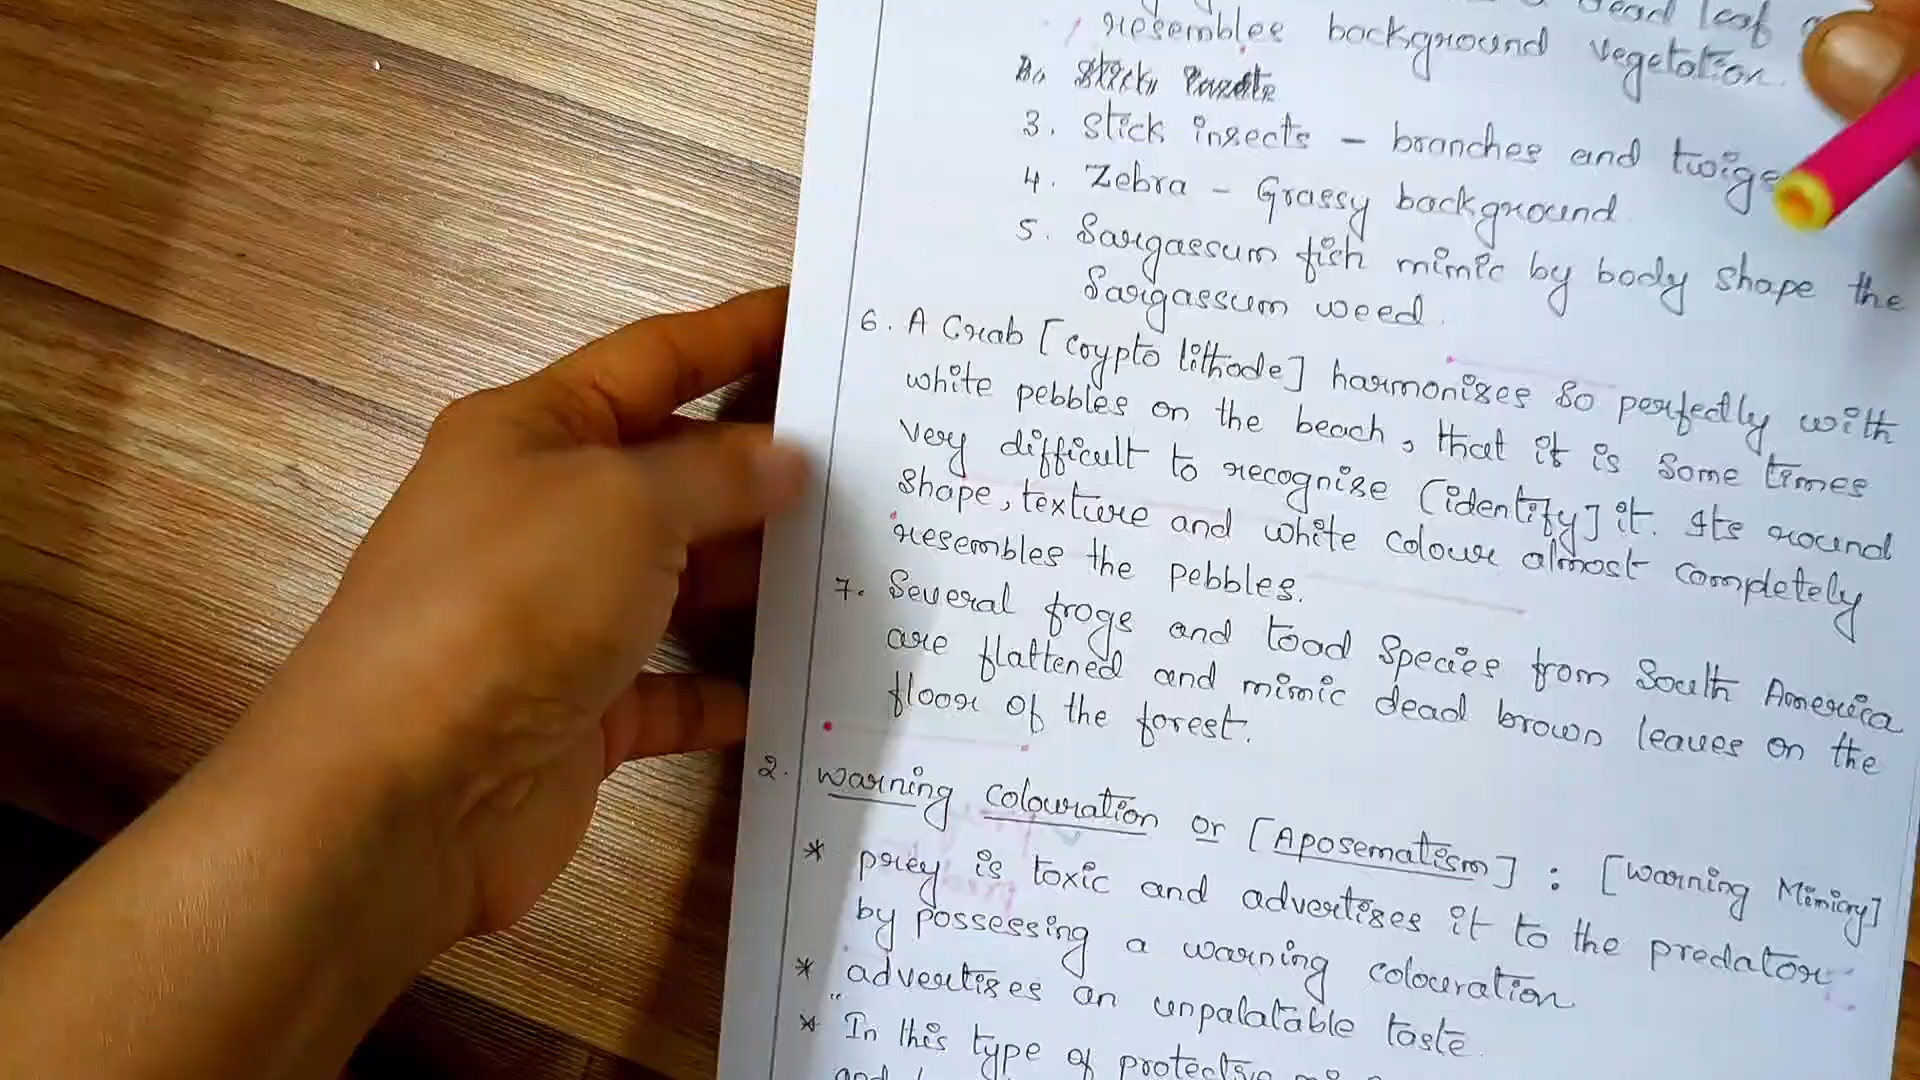 dead leaf
resembles background vegetation.
3. Stick insects - branches and twigs
4. Zebra - Grassy background.
5. Sargassum fish mimic by body shape the
Sargassum weed.
6. A Crab [Crypto lithode] harmonizes so perfectly with
white pebbles on the beach, that it is some times
very difficult to recognise [identify] it. Its round
shape, texture and white colour almost completely
resembles the pebbles.
7. Several frogs and toad species from South America
are flattened and mimic dead brown leaves on the
floor of the forest.
2. Warning Colouration or [Aposematism] : [Warning Mimicry]
* prey is toxic and advertizes it to the predator
by possessing a warning colouration
* advertizes an unpalatable taste.
* In this type of protective